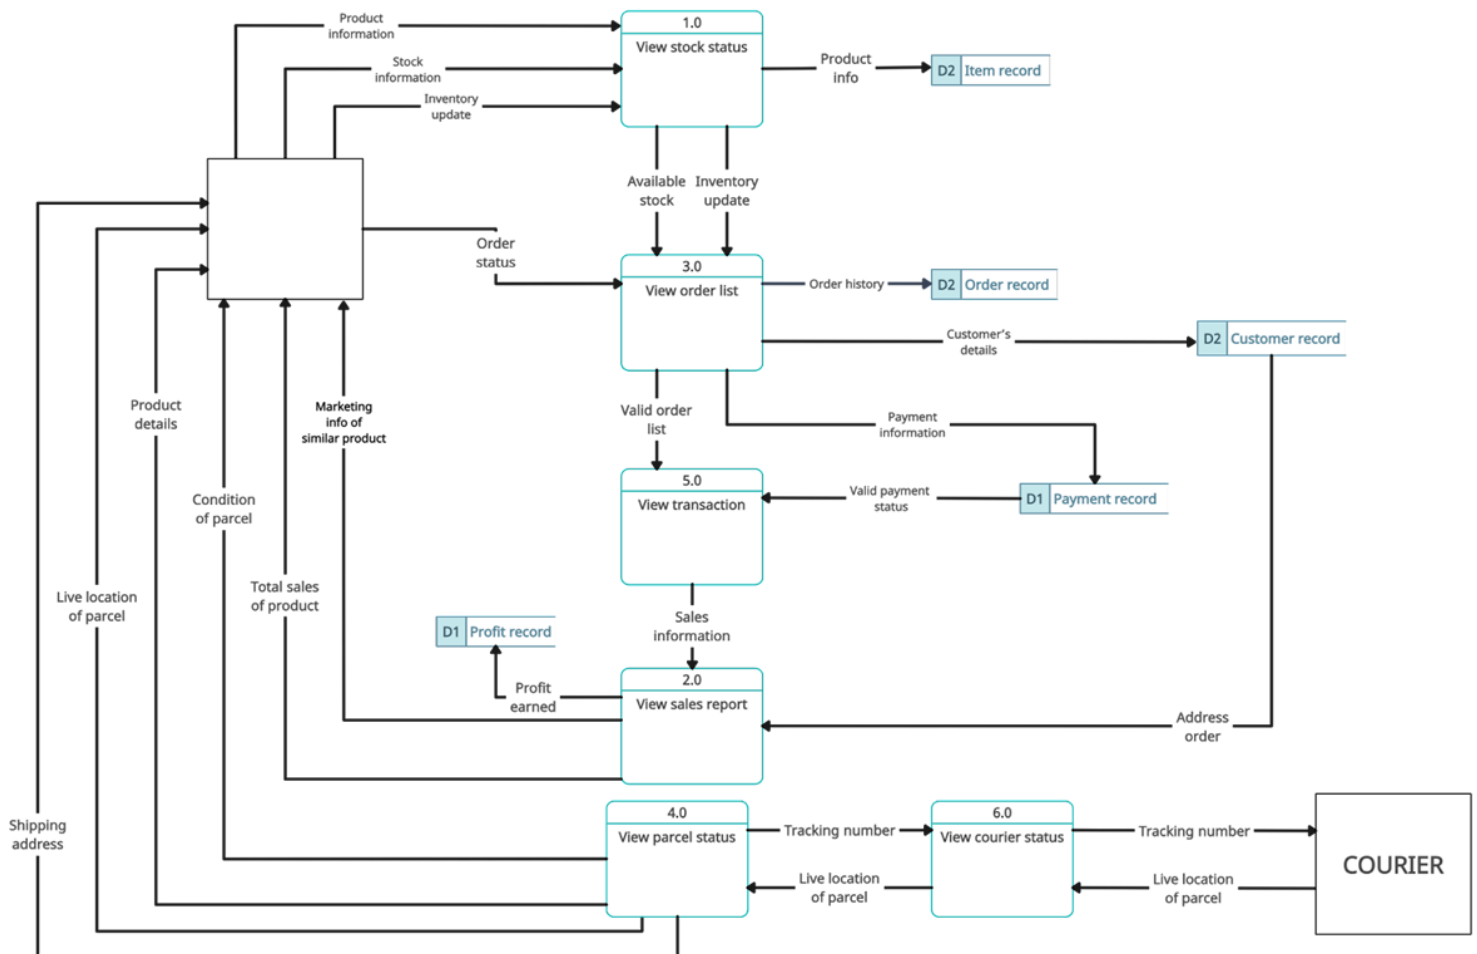 Product
information
1.0
View stock status
Stock
information
Product
info
D2 Item record
Inventory
update
Available
stock
Inventory
update
Order
status
3.0
View order list
Order history
D2 Order record
Customer's
details
D2 Customer record
Product
details
Marketing
info of
similar product
Valid order
list
Payment
information
Condition
of parcel
5.0
View transaction
Valid payment
status
D1 Payment record
Live location
of parcel
Total sales
of product
Sales
information
D1 Profit record
Profit
earned
2.0
View sales report
Address
order
Shipping
address
4.0
View parcel status
Tracking number
6.0
View courier status
Tracking number
COURIER
Live location
of parcel
Live location
of parcel